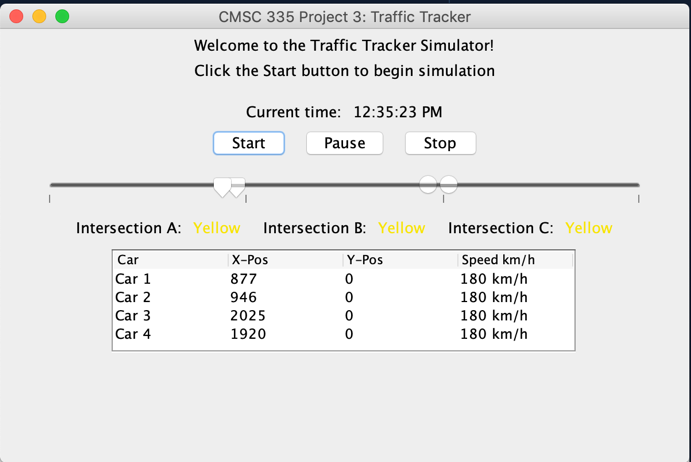 CMSC 335 Project 3: Traffic Tracker
Welcome to the Traffic Tracker Simulator!
Click the Start button to begin simulation
Current time: 12:35:23 PM
Start Pause Stop
Intersection A: Yellow Intersection B: Yellow Intersection C: Yellow
Car X-Pos Y-Pos Speed km/h
Car 1 877 0 180 km/h
Car 2 946 0 180 km/h
Car 3 2025 0 180 km/h
Car 4 1920 0 180 km/h